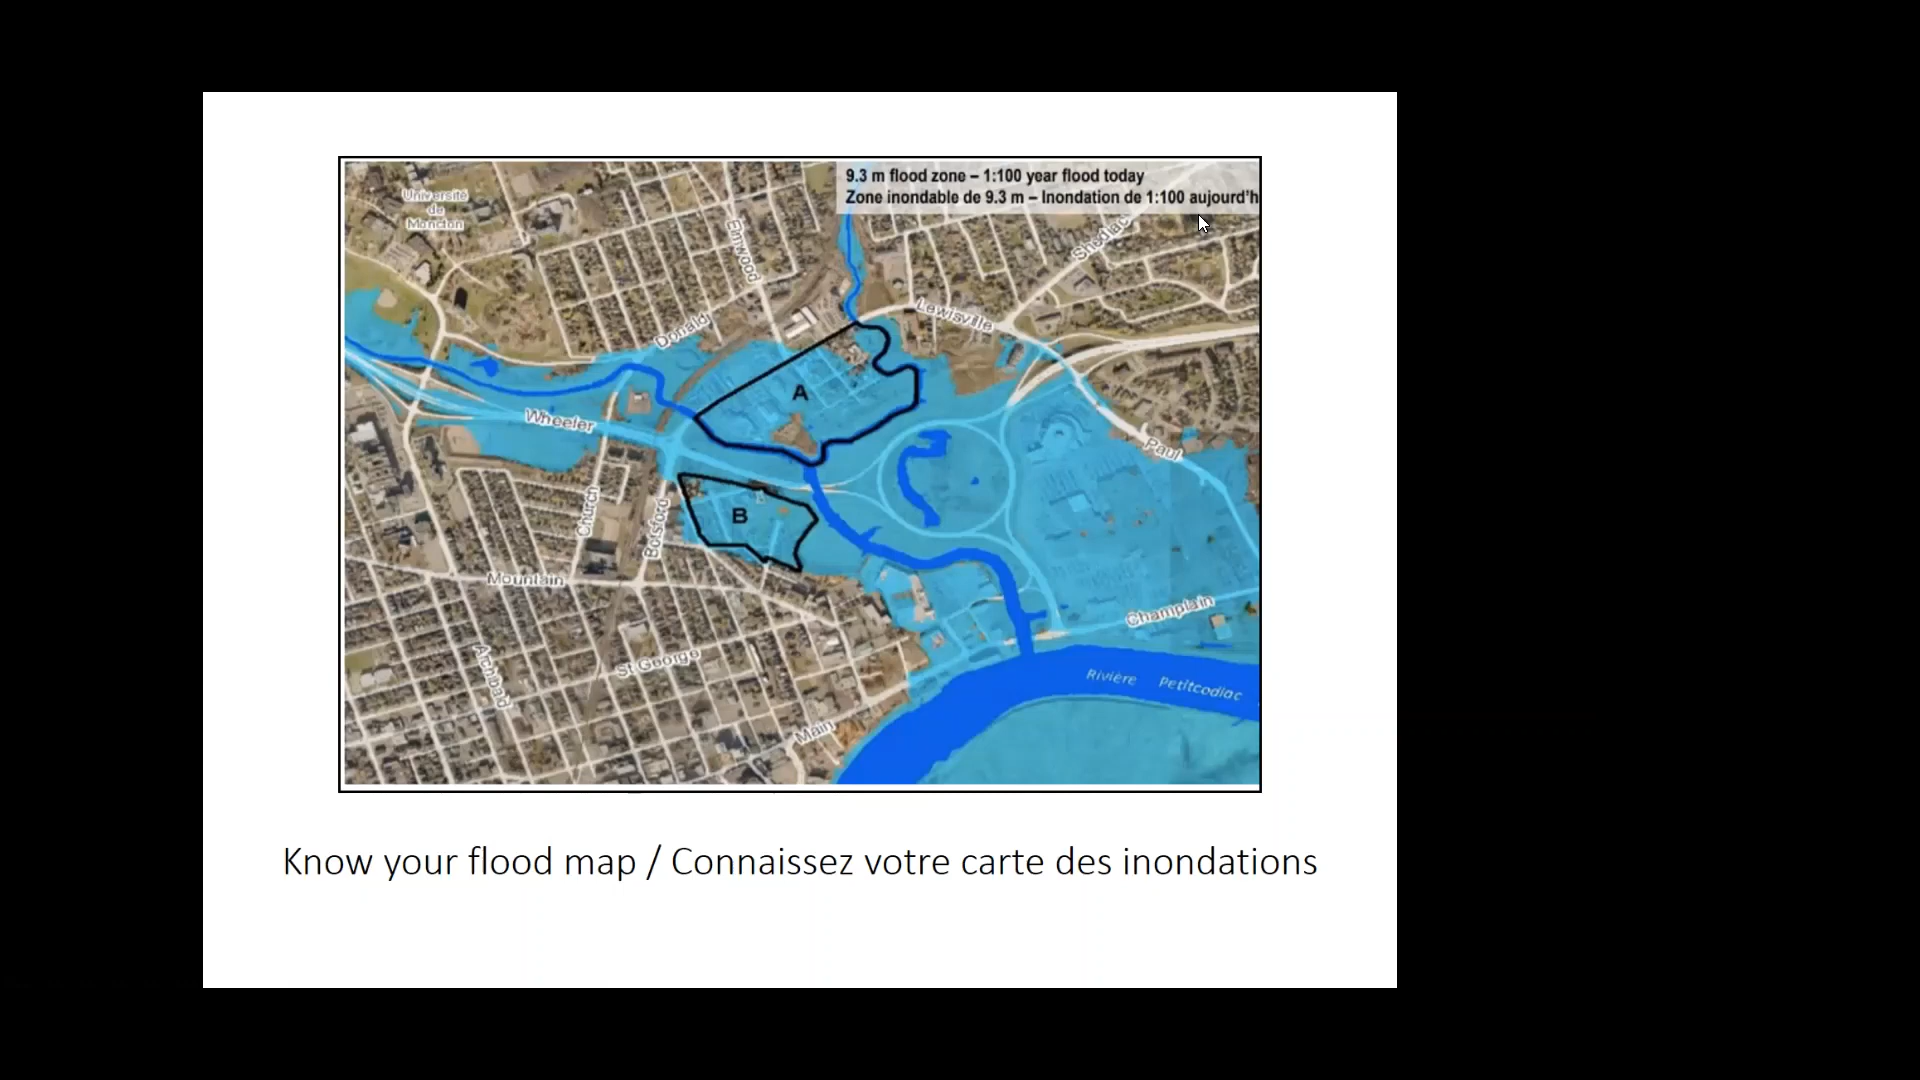 9.3 m flood zone – 1:100 year flood today
Zone inondable de 9.3 m – Inondation de 1:100 aujourd'h
Université
de
Moncton
Elmwood
Shediac
Lewisville
Donald
A
Wheeler
Paul
B
Church
Botsford
Mountain
Champlain
St George
Archibald
Rivière Petitcodiac
Main
Know your flood map / Connaissez votre carte des inondations